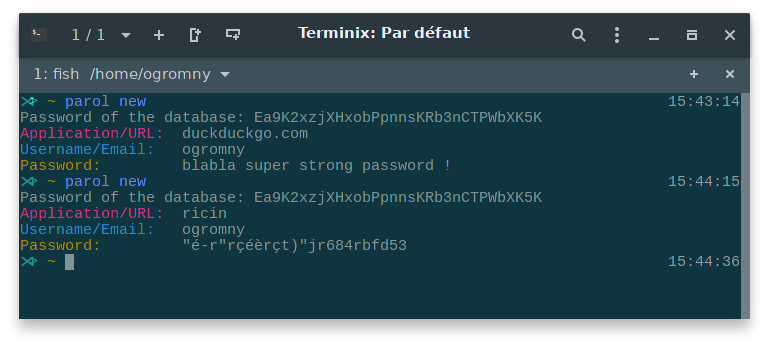 1 / 1 Terminix: Par défaut
1: fish /home/ogromny
~ parol new 15:43:14
Password of the database: Ea9K2xzjXHxobPpnnsKRb3nCTPWbXK5K
Application/URL: duckduckgo.com
Username/Email: ogromny
Password: blabla super strong password !
~ parol new 15:44:15
Password of the database: Ea9K2xzjXHxobPpnnsKRb3nCTPWbXK5K
Application/URL: ricin
Username/Email: ogromny
Password: "é-r"rçéèrçt)"jr684rbfd53
~ 15:44:36